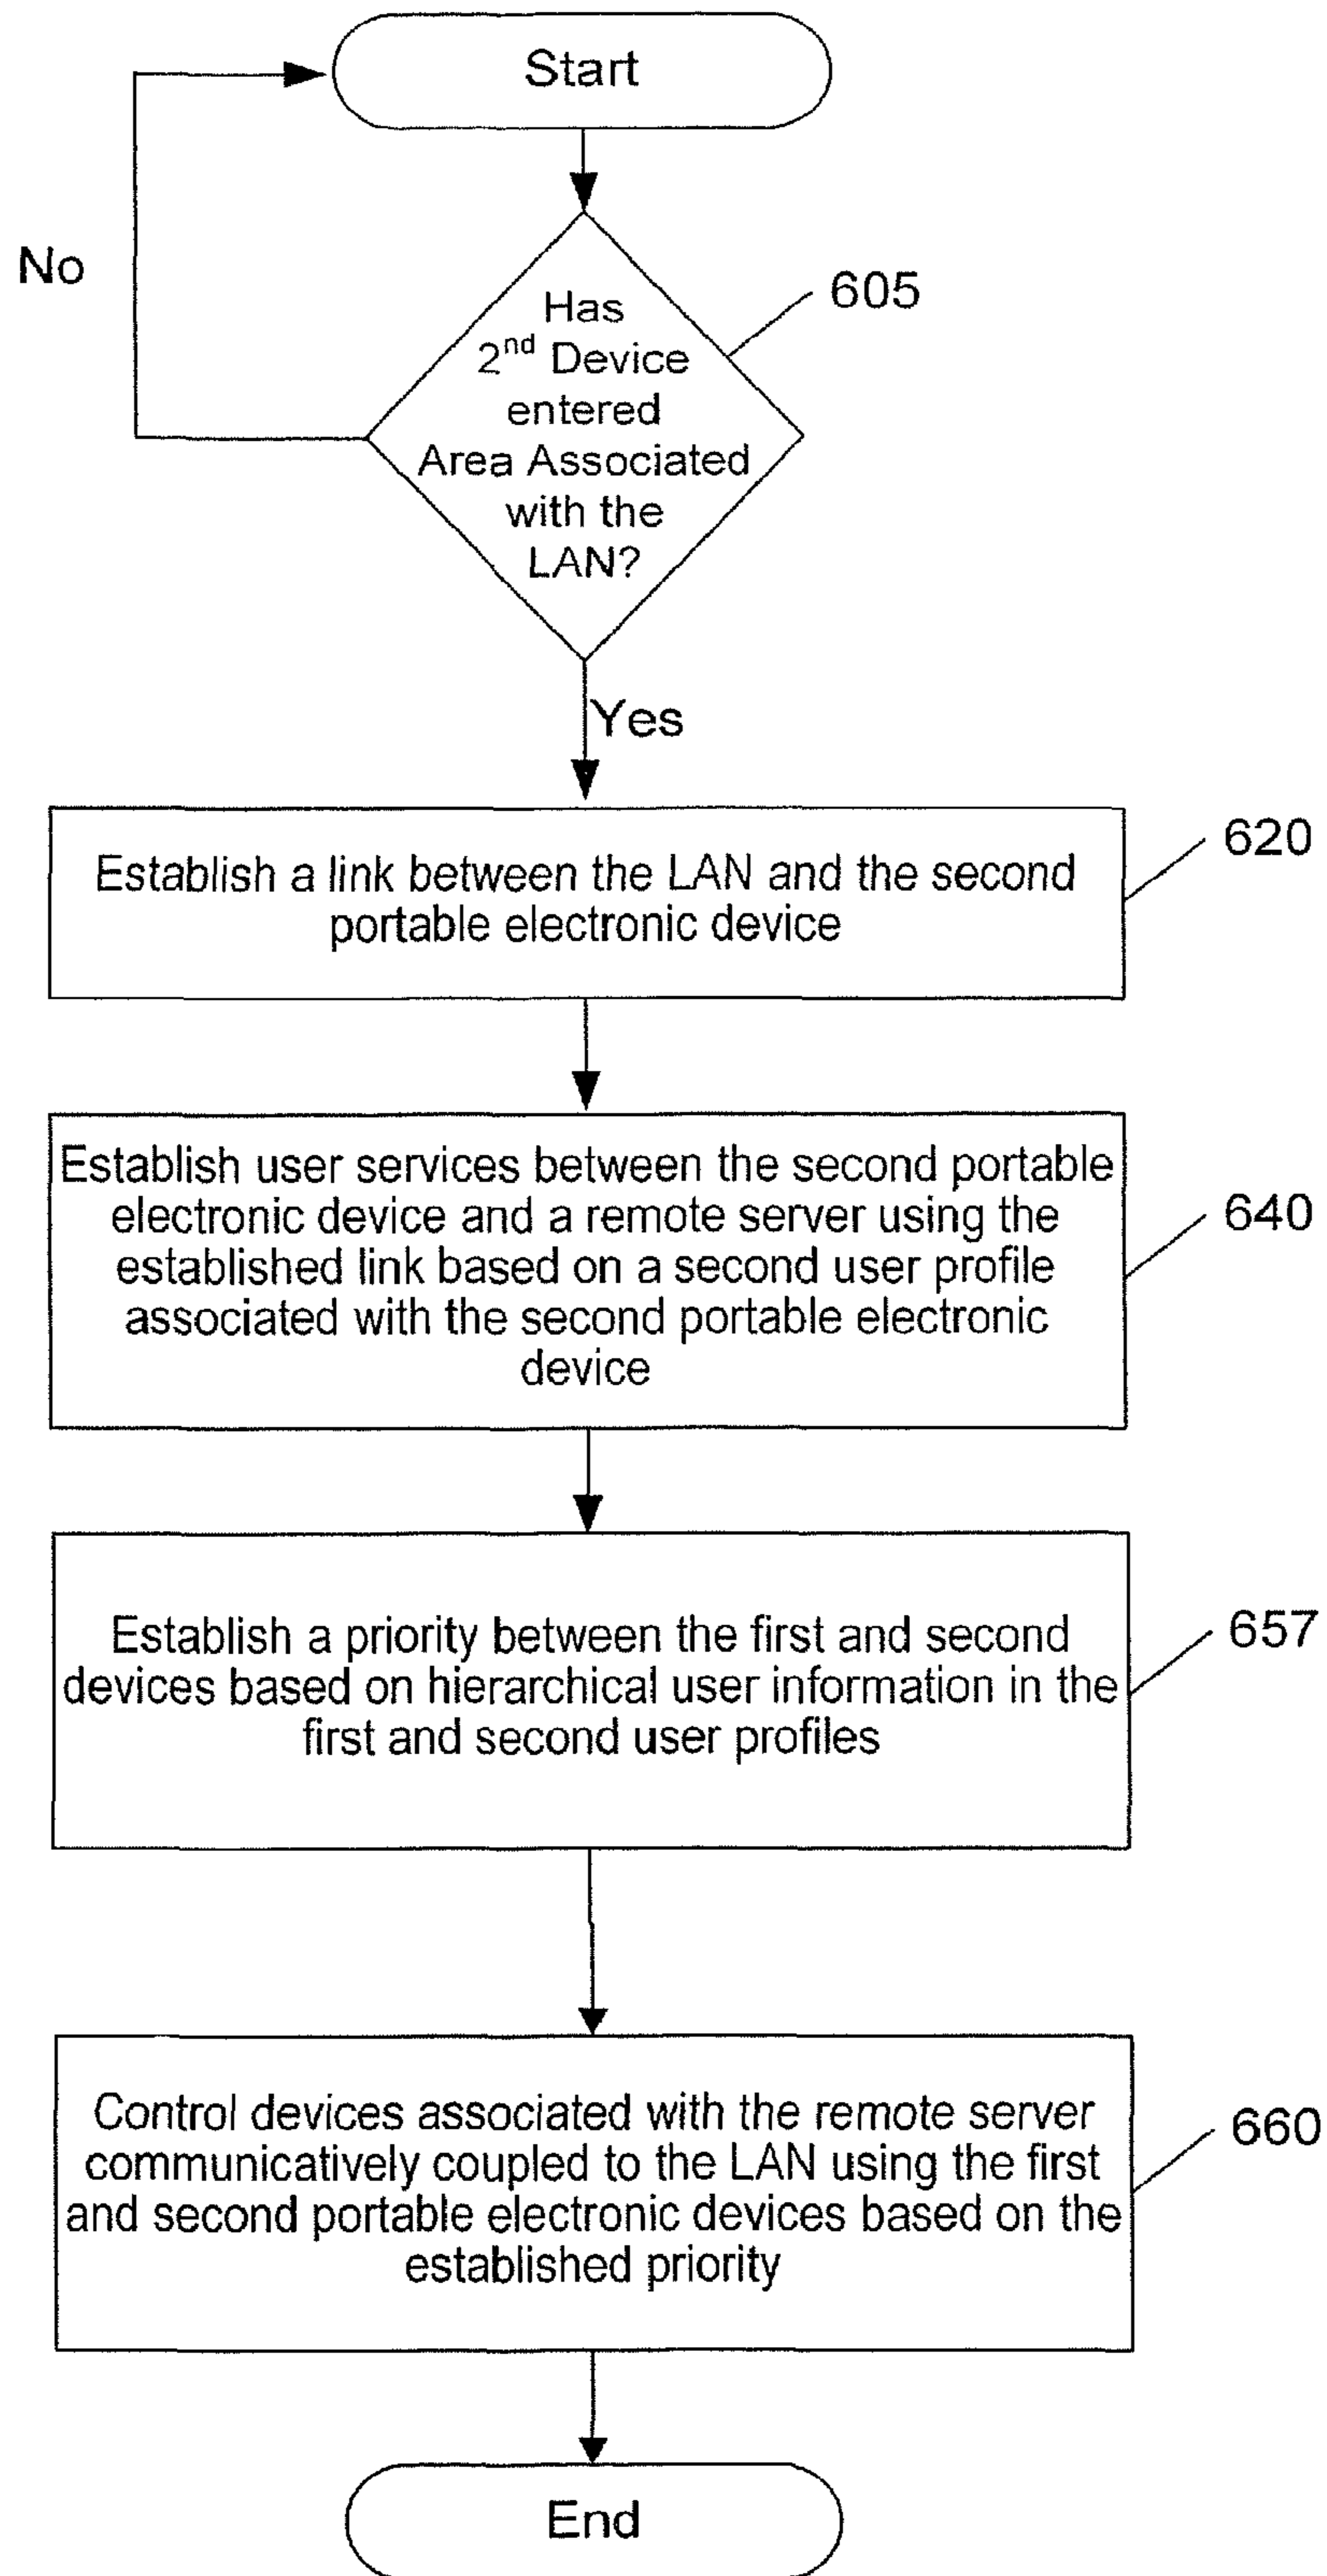 Start
No
605
Has
2nd Device
entered
Area Associated
with the
LAN?
Yes
620
Establish a link between the LAN and the second
portable electronic device
Establish user services between the second portable
electronic device and a remote server using the
established link based on a second user profile
associated with the second portable electronic
device
640
Establish a priority between the first and second
devices based on hierarchical user information in the
first and second user profiles
657
Control devices associated with the remote server
communicatively coupled to the LAN using the first
and second portable electronic devices based on the
established priority
660
End